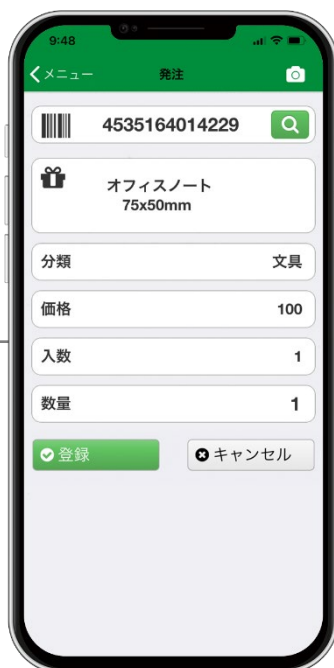 9:48
メニュー
発注
4535164014229
オフィスノート
75x50mm
分類 文具
価格 100
入数 1
数量 1
登録 キャンセル